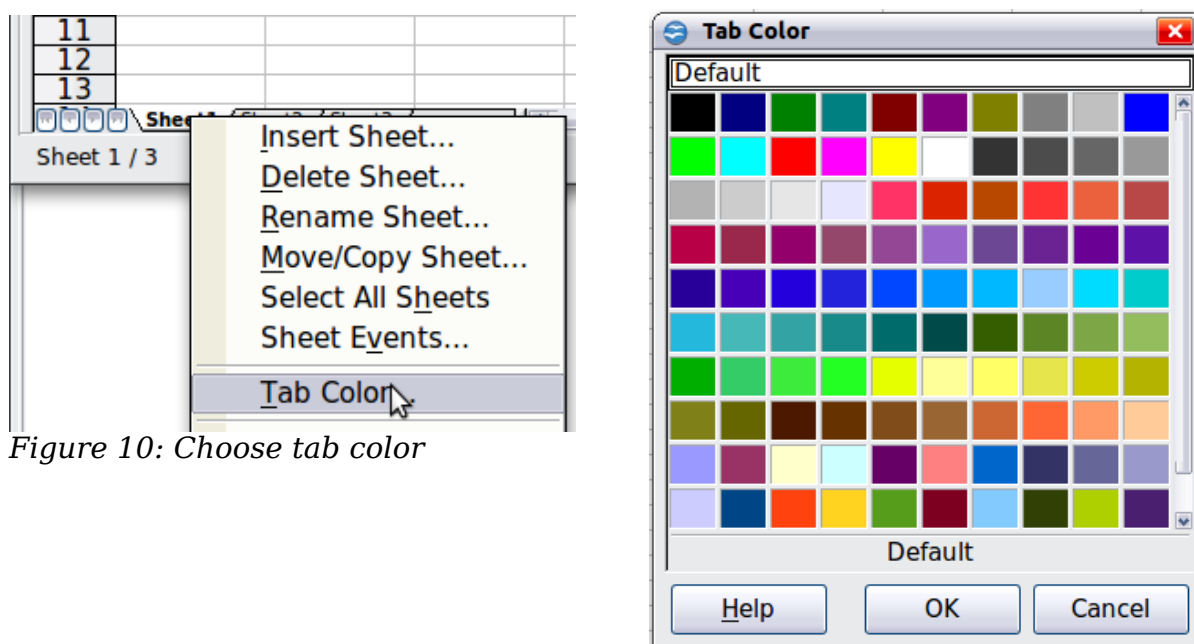 11
12
13
Sheet 1 / 3
Insert Sheet...
Delete Sheet...
Rename Sheet...
Move/Copy Sheet...
Select All Sheets
Sheet Events...
Tab Color
Figure 10: Choose tab color
Tab Color
Default
Default
Help
OK
Cancel